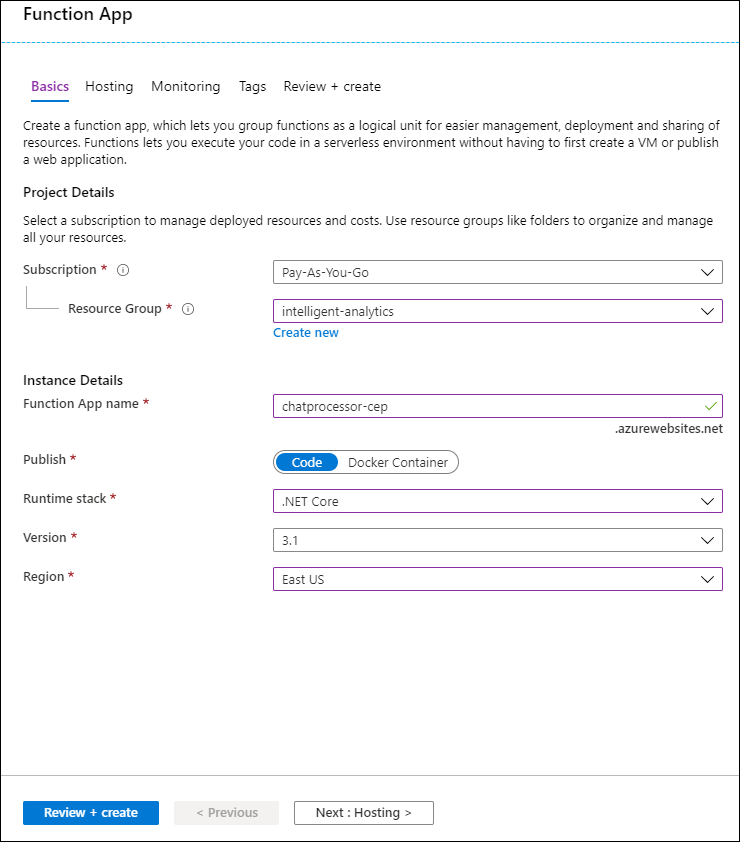 Function App
Basics Hosting Monitoring Tags Review + create
Create a function app, which lets you group functions as a logical unit for easier management, deployment and sharing of
resources. Functions lets you execute your code in a serverless environment without having to first create a VM or publish
a web application.
Project Details
Select a subscription to manage deployed resources and costs. Use resource groups like folders to organize and manage
all your resources.
Subscription *
Pay-As-You-Go
Resource Group *
intelligent-analytics
Create new
Instance Details
Function App name *
chatprocessor-cep
.azurewebsites.net
Publish *
Code Docker Container
Runtime stack *
.NET Core
Version *
3.1
Region *
East US
Review + create
< Previous
Next : Hosting >